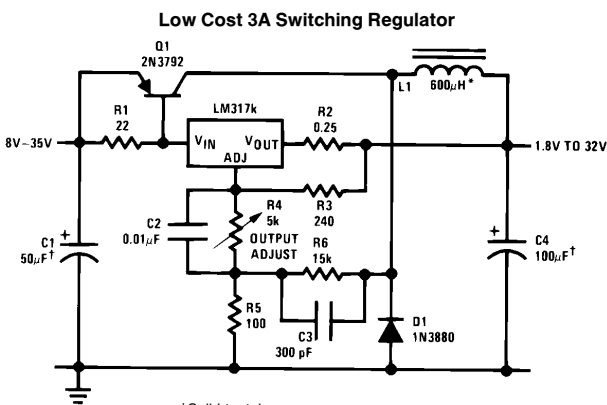 Low Cost 3A Switching Regulator
Q1
2N3792
L1
600μH*
R1
22
LM317k
VIN
VOUT
ADJ
R2
0.25
8V–35V
1.8V TO 32V
R3
240
R4
5k
OUTPUT
ADJUST
C2
0.01μF
R6
15k
+
C1
50μF†
+
C4
100μF†
R5
100
C3
300 pF
D1
1N3880